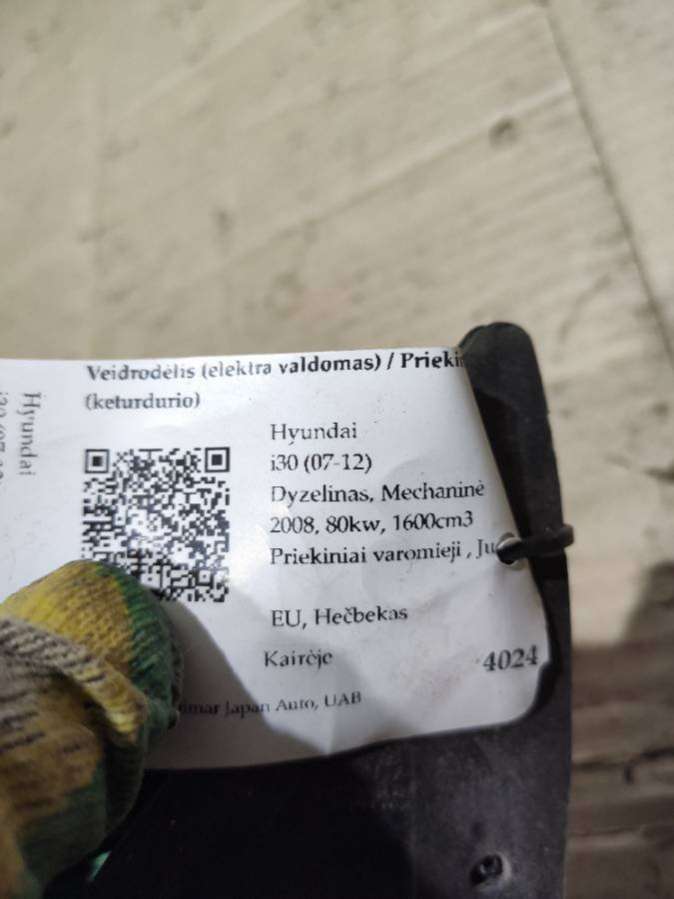 Veidrodėlis (elektra valdomas) / Prieki
(keturdurio)
Hyundai
i30 (07-12)
Dyzelinas, Mechaninė
2008, 80kw, 1600cm3
Priekiniai varomieji , Ju
EU, Hečbekas
Kairėje
4024
Japan Auto, UAB
Hyundai